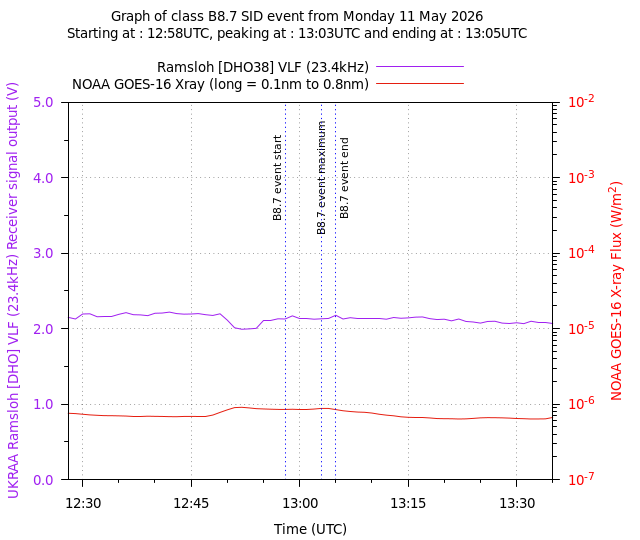 Graph of class B8.7 SID event from Monday 11 May 2026
Starting at : 12:58UTC, peaking at : 13:03UTC and ending at : 13:05UTC
Ramsloh [DHO38] VLF (23.4kHz)
NOAA GOES-16 Xray (long = 0.1nm to 0.8nm)
UKRAA Ramsloh [DHO] VLF (23.4kHz) Receiver signal output (V)
5.0
4.0
3.0
2.0
1.0
0.0
B8.7 event start
B8.7 event maximum
B8.7 event end
10^-2
10^-3
10^-4
10^-5
10^-6
10^-7
NOAA GOES-16 X-ray Flux (W/m²)
12:30
12:45
13:00
13:15
13:30
Time (UTC)